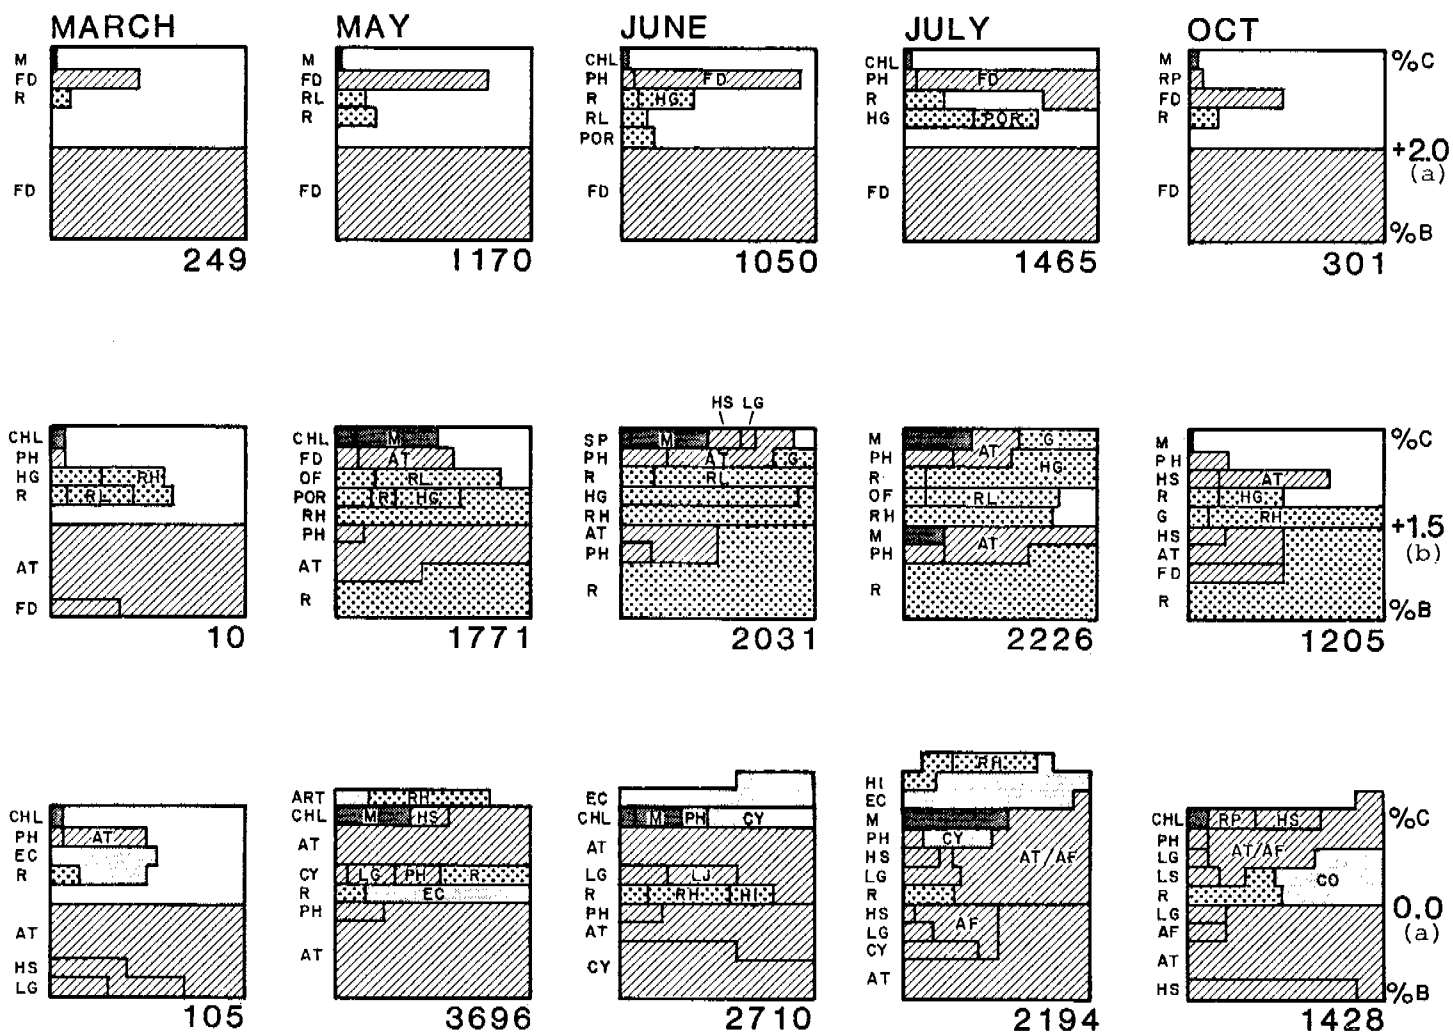 MARCH MAY JUNE JULY OCT
M M CHL CHL M %C
FD FD PH FD PH FD RP
R RL R HG R FD
R RL HG POR R
POR
+2.0
(a)
FD FD FD FD FD
%B
249 1170 1050 1465 301
HS LG
CHL CHL M SP M M G M %C
PH FD AT PH AT G PH AT PH
HG RH OF RL R RL R HG HS AT
R RL POR R HG HG OF RL R HG
RH RH RH G RH
+1.5
(b)
PH AT M HS
AT AT PH PH AT AT
FD
R R R R
FD %B
10 1771 2031 2226 1205
RH
HI
ART RH EC EC
CHL CHL M HS CHL M PH CY M CHL RP HS %C
PH AT AT AT PH CY PH AT/AF
EC HS AT/AF LG
R CY LG PH R LG LJ LG LS CO
R EC R RH HI R R
0.0
(a)
PH PH HS LG
AT AT LG AF AF
HS AT CY CY AT
LG AT HS %B
105 3696 2710 2194 1428